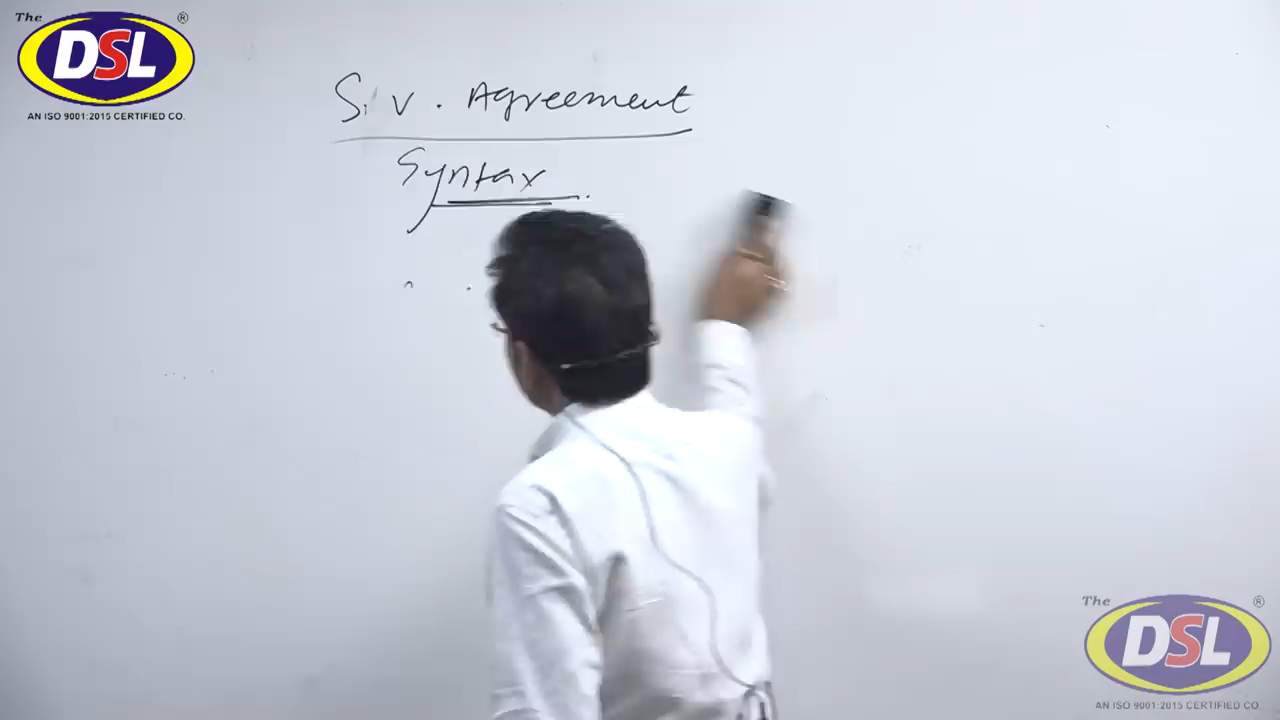 The
DSL
®
AN ISO 9001:2015 CERTIFIED CO.
S. V. Agreement
Syntax
The
DSL
®
AN ISO 9001:2015 CERTIFIED CO.